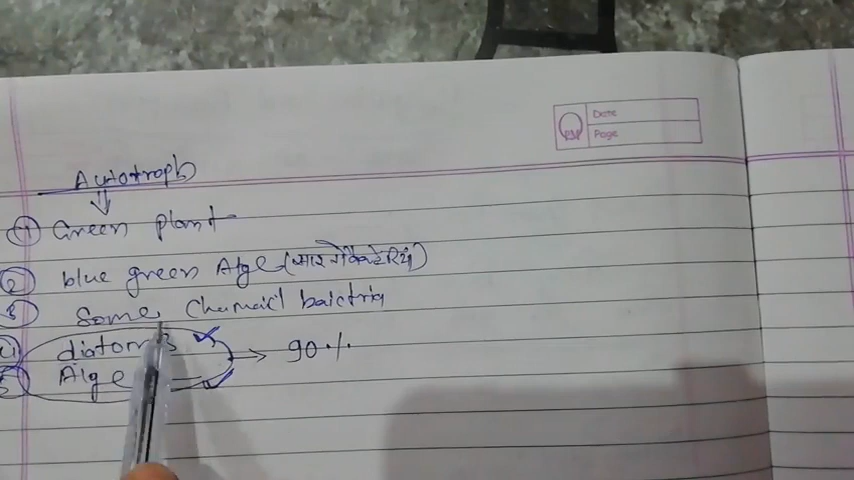 Date
Page
Autotroph
① Green plant
② blue green Alge (सायनोबैक्टेरिया)
③ Some Chemical baictria
④ diatoms
⑤ Alge
90%